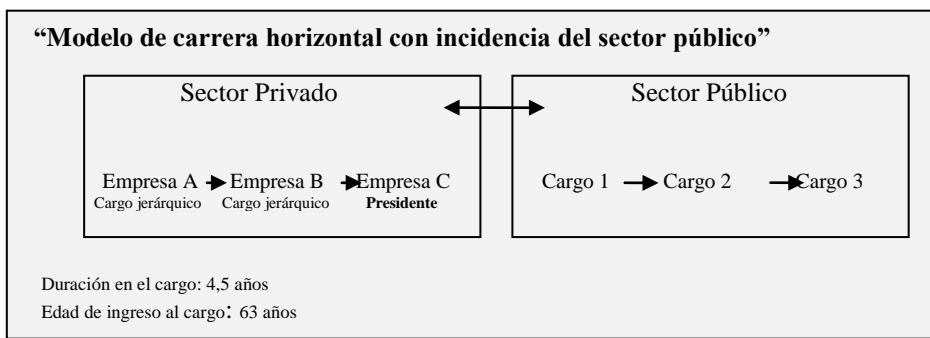 “Modelo de carrera horizontal con incidencia del sector público”
Sector Privado
Sector Público
Empresa A Empresa B Empresa C
Cargo jerárquico Cargo jerárquico Presidente
Cargo 1 Cargo 2 Cargo 3
Duración en el cargo: 4,5 años
Edad de ingreso al cargo: 63 años